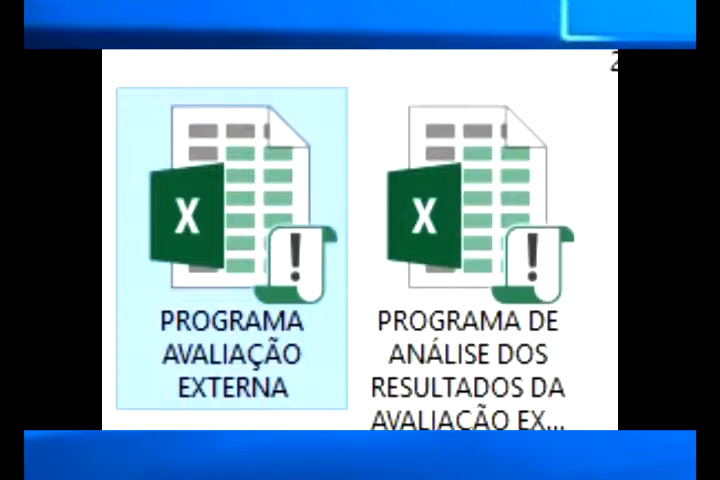 X
PROGRAMA
AVALIAÇÃO
EXTERNA
X
PROGRAMA DE
ANÁLISE DOS
RESULTADOS DA
AVALIAÇÃO EX...